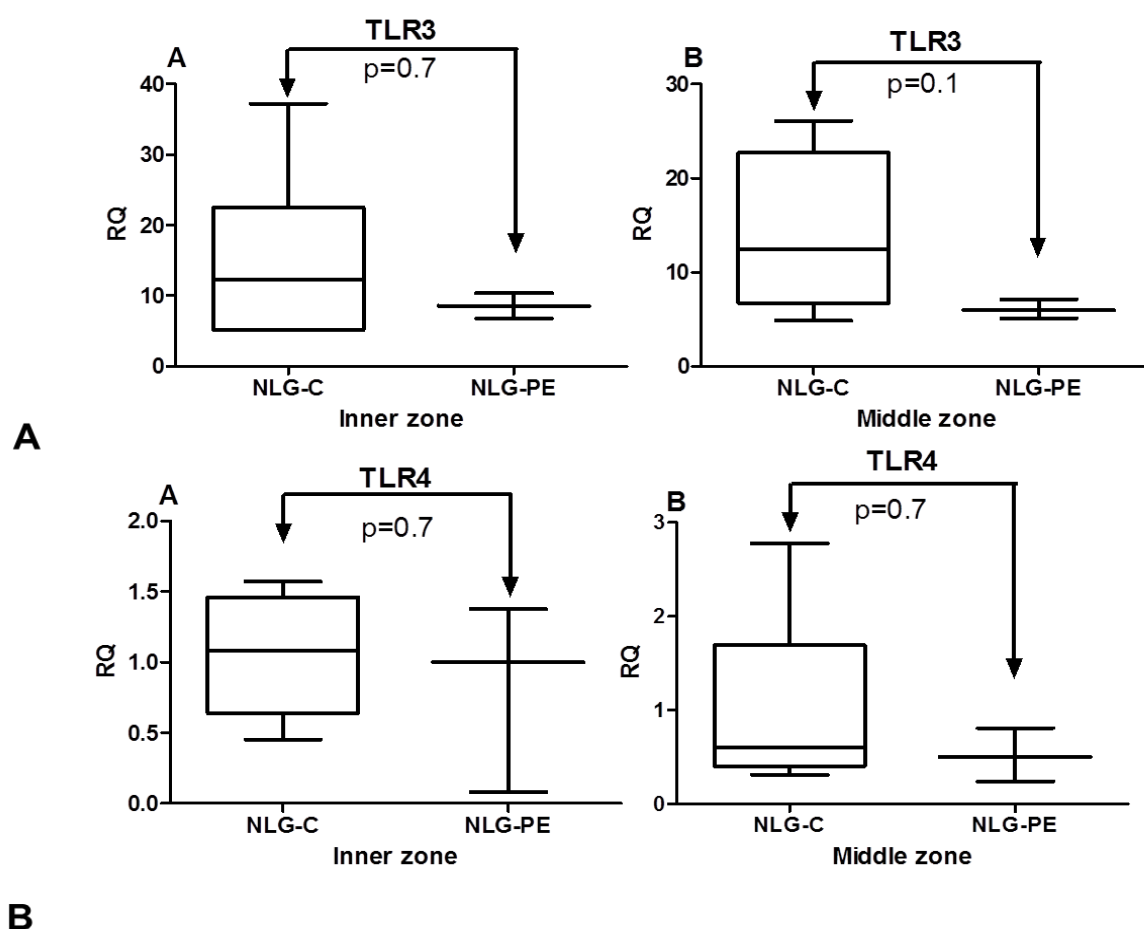 TLR3
A
p=0.7
40
30
20
10
0
RQ
NLG-C NLG-PE
Inner zone
TLR3
B
p=0.1
30
20
10
0
RQ
NLG-C NLG-PE
Middle zone
A
TLR4
A
p=0.7
2.0
1.5
1.0
0.5
0.0
RQ
NLG-C NLG-PE
Inner zone
TLR4
B
p=0.7
3
2
1
0
RQ
NLG-C NLG-PE
Middle zone
B